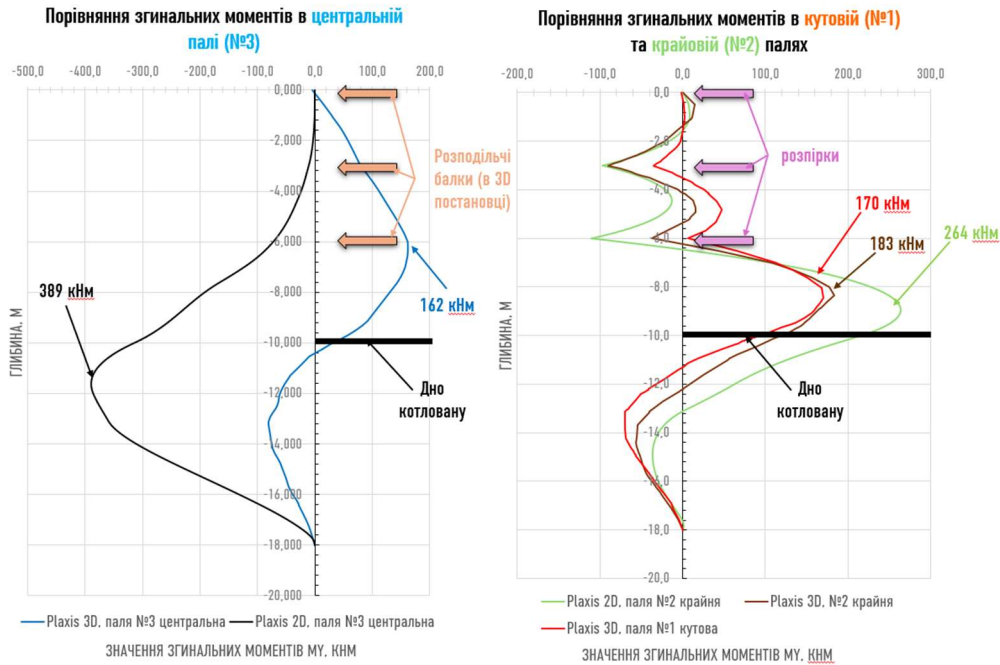 Порівняння згинальних моментів в центральній
палі (№3)
-500,0 -400,0 -300,0 -200,0 -100,0 0,0 100,0 200,0
0,000
-2,000
-4,000
-6,000
-8,000
-10,000
-12,000
-14,000
-16,000
-18,000
-20,000
ГЛИБИНА, М
Розподільчі
балки (в 3D
постановці)
389 кНм
162 кНм
Дно
котловану
Plaxis 3D, паля №3 центральна Plaxis 2D, паля №3 центральна
ЗНАЧЕННЯ ЗГИНАЛЬНИХ МОМЕНТІВ MY, КНМ
Порівняння згинальних моментів в кутовій (№1)
та крайовій (№2) палях
-200,0 -100,0 0,0 100,0 200,0 300,0
0,0
-2,0
-4,0
-6,0
-8,0
-10,0
-12,0
-14,0
-16,0
-18,0
-20,0
ГЛИБИНА, М
розпірки
170 кНм
264 кНм
183 кНм
Дно
котловану
Plaxis 2D, паля №2 крайня Plaxis 3D, №2 крайня
Plaxis 3D, паля №1 кутова
ЗНАЧЕННЯ ЗГИНАЛЬНИХ МОМЕНТІВ MY, КНМ